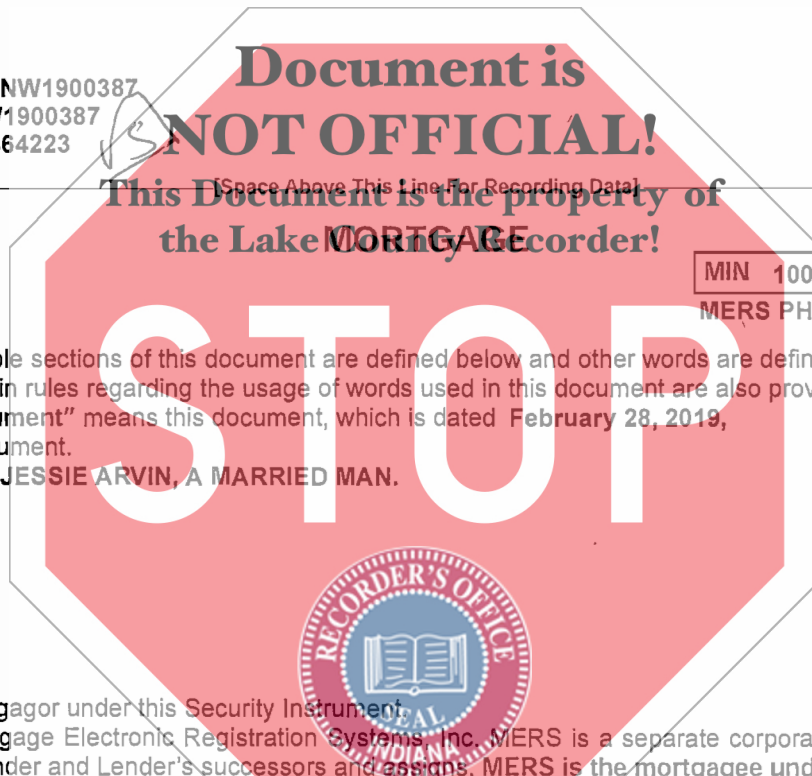 Document is
NW1900387
1900387
NOT OFFICIAL!
64223
[Space Above This Line For Recording Data]
This Document is the property of
the Lake County Recorder!
MORTGAGE
MIN 100
MERS PH
le sections of this document are defined below and other words are defin
in rules regarding the usage of words used in this document are also prov
ment" means this document, which is dated February 28, 2019,
ument.
JESSIE ARVIN, A MARRIED MAN.
STOP
RECORDER'S OFFICE
SEAL
INDIANA
gagor under this Security Instrument.
gage Electronic Registration Systems, Inc. MERS is a separate corpora
nder and Lender's successors and assigns. MERS is the mortgagee und